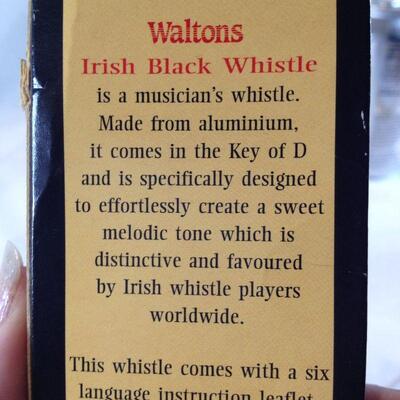 Waltons
Irish Black Whistle
is a musician's whistle.
Made from aluminium,
it comes in the Key of D
and is specifically designed
to effortlessly create a sweet
melodic tone which is
distinctive and favoured
by Irish whistle players
worldwide.
This whistle comes with a six
language instruction leaflet